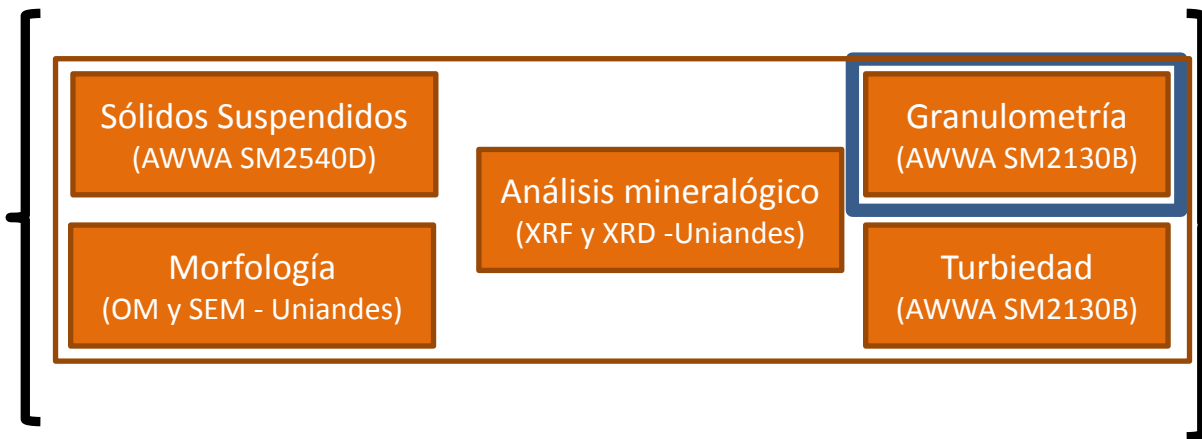 Sólidos Suspendidos
(AWWA SM2540D)
Morfología
(OM y SEM - Uniandes)
Análisis mineralógico
(XRF y XRD -Uniandes)
Granulometría
(AWWA SM2130B)
Turbiedad
(AWWA SM2130B)